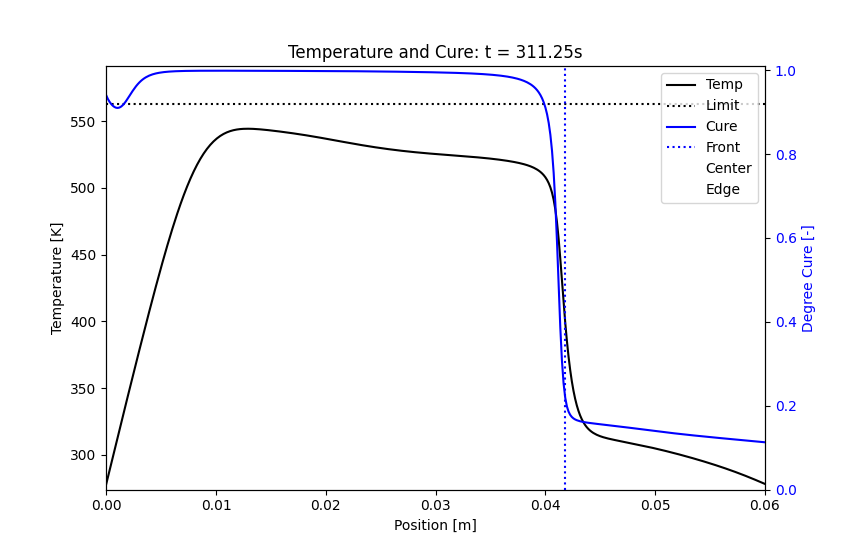 Temperature and Cure: t = 311.25s
Temp
Limit
Cure
Front
Center
Edge
Temperature [K]
550
500
450
400
350
300
Degree Cure [-]
1.0
0.8
0.6
0.4
0.2
0.0
0.00 0.01 0.02 0.03 0.04 0.05 0.06
Position [m]